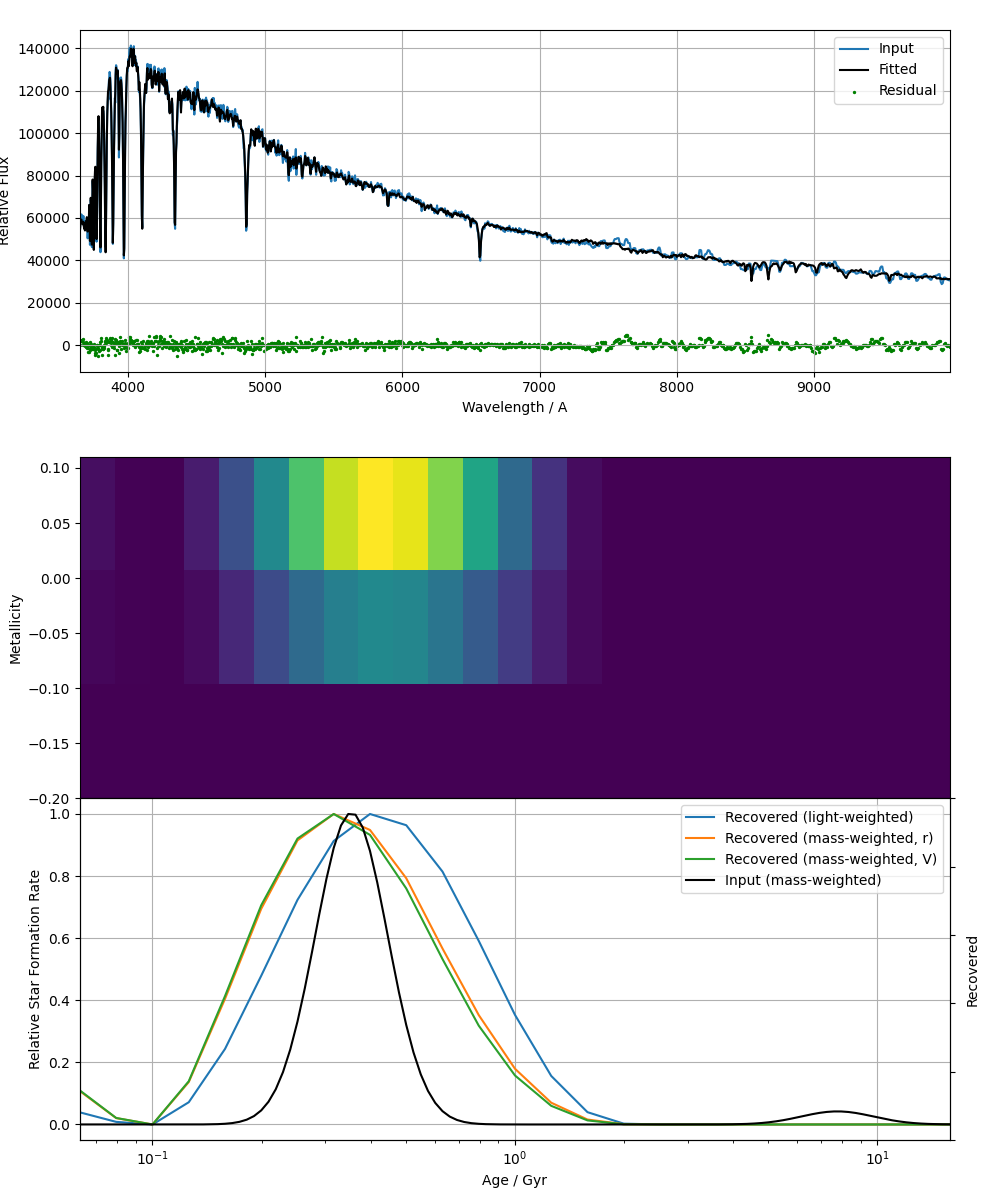 140000
120000
100000
80000
60000
40000
20000
0
Relative Flux
Input
Fitted
Residual
4000 5000 6000 7000 8000 9000
Wavelength / A
0.10
0.05
0.00
−0.05
−0.10
−0.15
−0.20
Metallicity
1.0
0.8
0.6
0.4
0.2
0.0
Relative Star Formation Rate
Recovered (light-weighted)
Recovered (mass-weighted, r)
Recovered (mass-weighted, V)
Input (mass-weighted)
Recovered
10⁻¹ 10⁰ 10¹
Age / Gyr